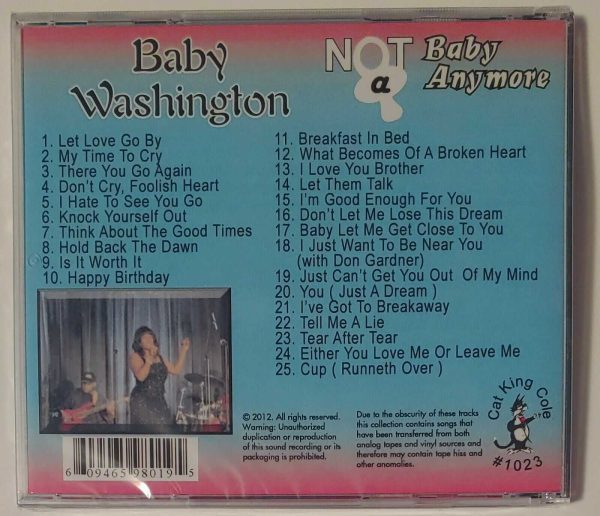 Baby
Washington
NOT
a
Baby
Anymore
1. Let Love Go By
2. My Time To Cry
3. There You Go Again
4. Don't Cry, Foolish Heart
5. I Hate To See You Go
6. Knock Yourself Out
7. Think About The Good Times
8. Hold Back The Dawn
9. Is It Worth It
10. Happy Birthday
11. Breakfast In Bed
12. What Becomes Of A Broken Heart
13. I Love You Brother
14. Let Them Talk
15. I'm Good Enough For You
16. Don't Let Me Lose This Dream
17. Baby Let Me Get Close To You
18. I Just Want To Be Near You
(with Don Gardner)
19. Just Can't Get You Out Of My Mind
20. You ( Just A Dream )
21. I've Got To Breakaway
22. Tell Me A Lie
23. Tear After Tear
24. Either You Love Me Or Leave Me
25. Cup ( Runneth Over )
6 09465 98019 5
© 2012. All rights reserved.
Warning: Unauthorized
duplication or reproduction
of this sound recording or its
packaging is prohibited.
Due to the obscurity of these tracks
this collection contains songs that
have been transferred from both
analog tapes and vinyl sources and
therefore may contain tape hiss and
other anomalies.
Cat King Cole
#1023